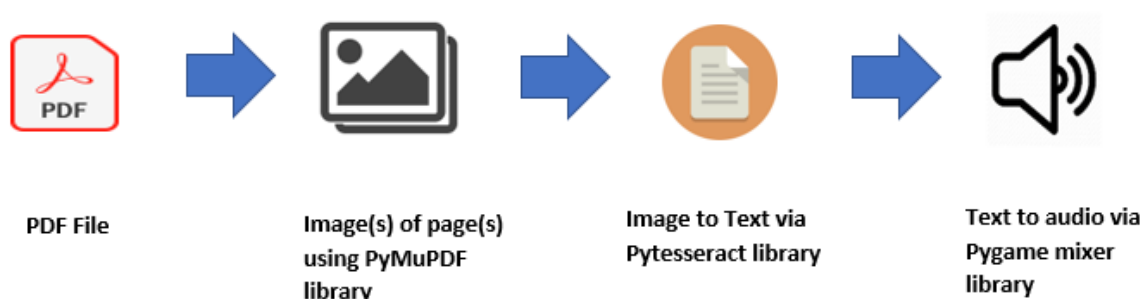 PDF
PDF File
Image(s) of page(s)
using PyMuPDF
library
Image to Text via
Pytesseract library
Text to audio via
Pygame mixer
library